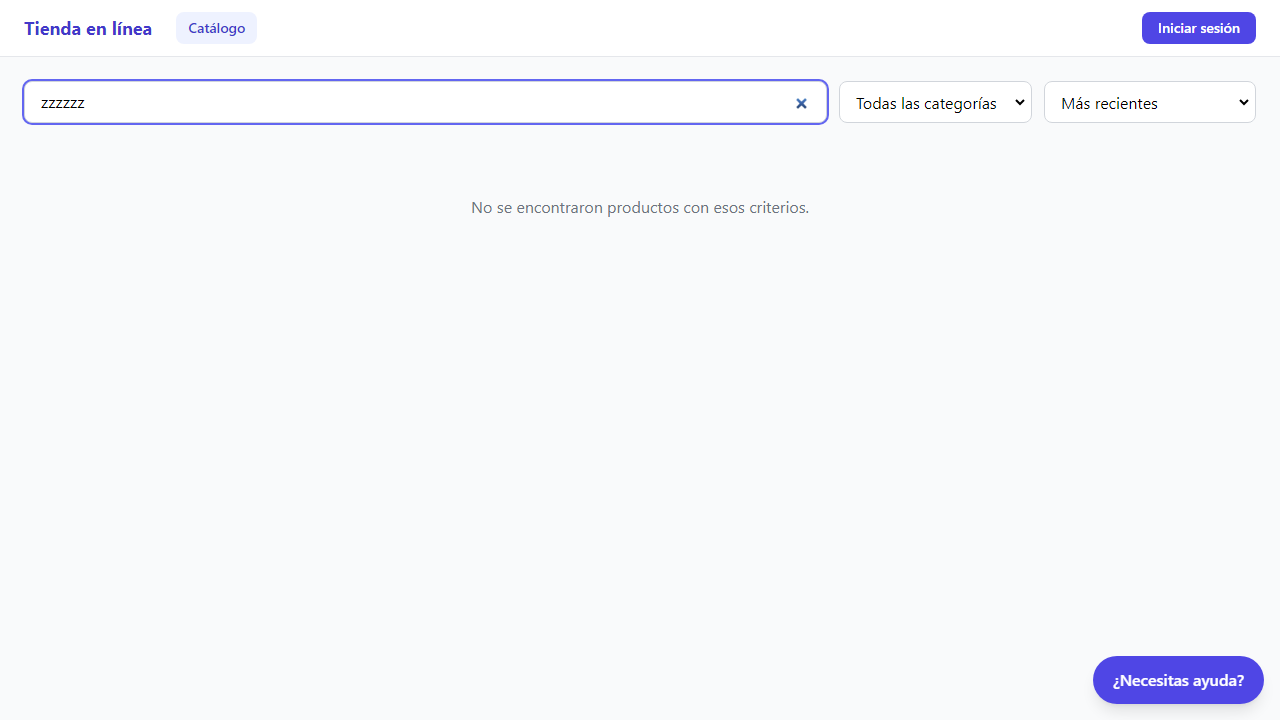 Tienda en línea
Catálogo
Iniciar sesión
zzzzzz
Todas las categorías
Más recientes
No se encontraron productos con esos criterios.
¿Necesitas ayuda?